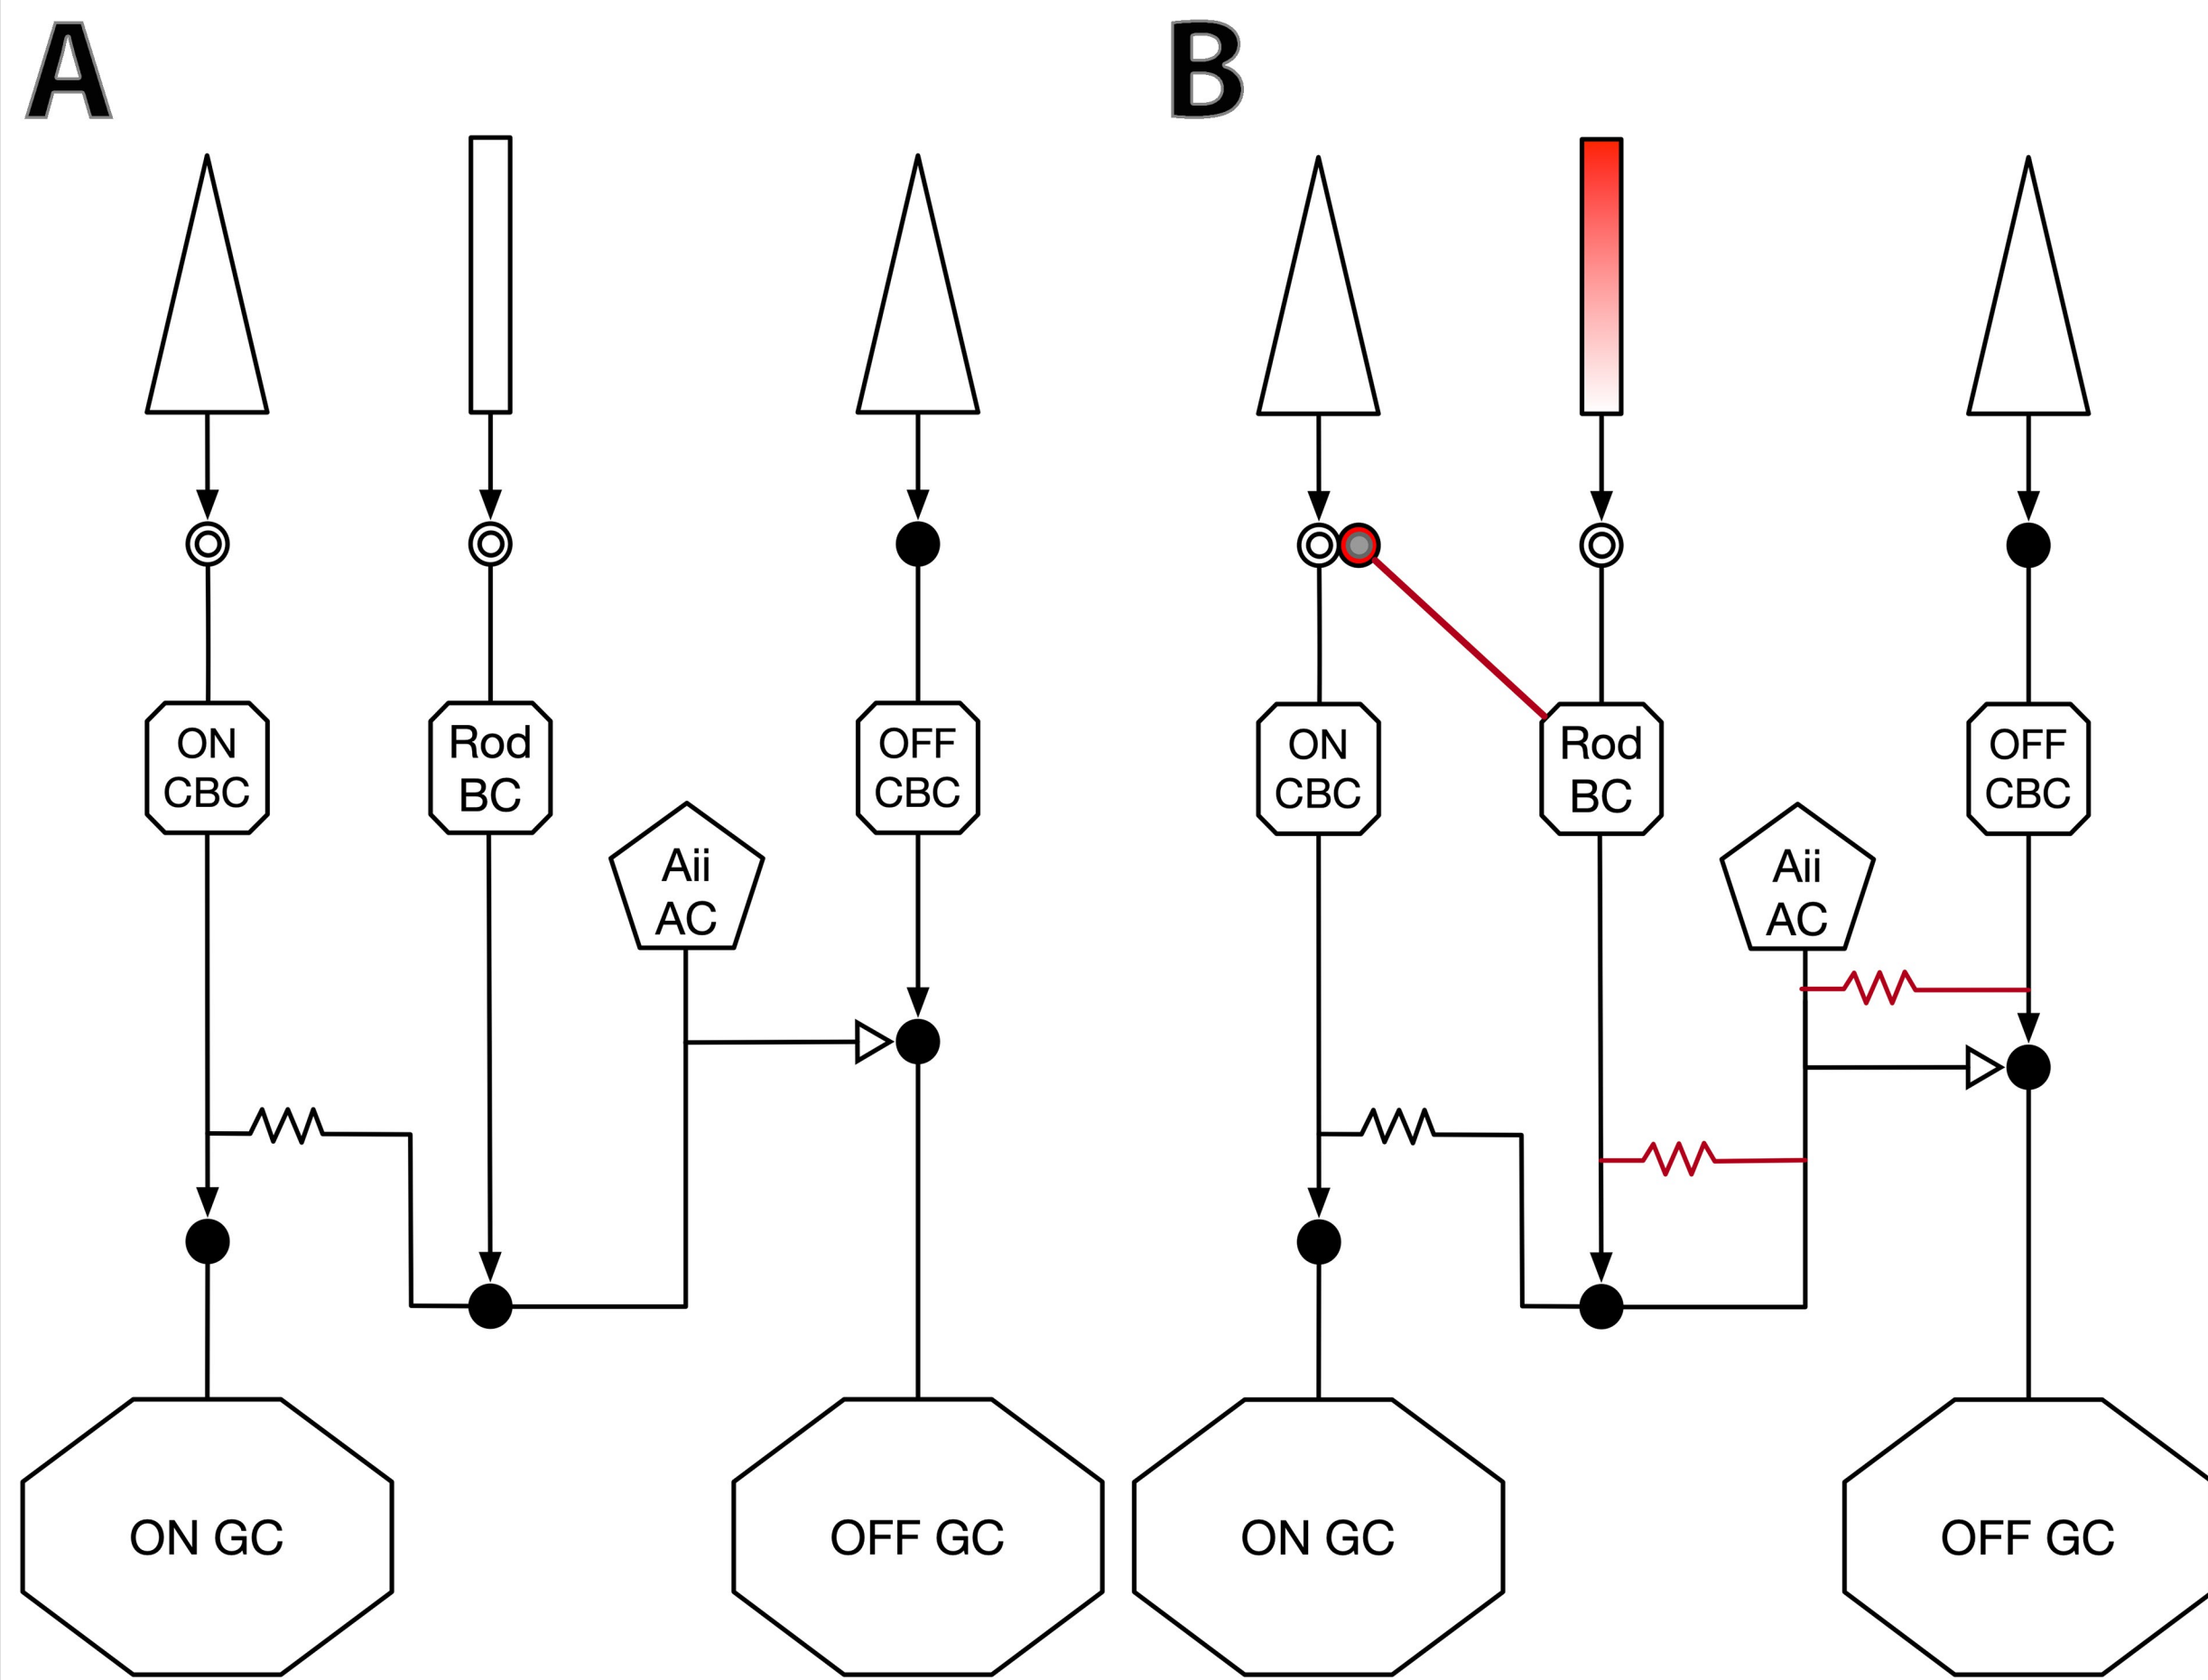 A
B
ON
CBC
Rod
BC
Aii
AC
OFF
CBC
ON
CBC
Rod
BC
Aii
AC
OFF
CBC
ON GC
OFF GC
ON GC
OFF GC